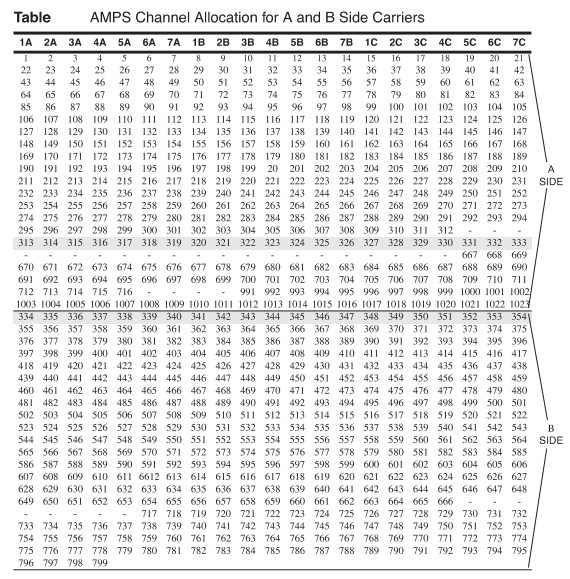 Table AMPS Channel Allocation for A and B Side Carriers
1A 2A 3A 4A 5A 6A 7A 1B 2B 3B 4B 5B 6B 7B 1C 2C 3C 4C 5C 6C 7C
1 2 3 4 5 6 7 8 9 10 11 12 13 14 15 16 17 18 19 20 21
22 23 24 25 26 27 28 29 30 31 32 33 34 35 36 37 38 39 40 41 42
43 44 45 46 47 48 49 50 51 52 53 54 55 56 57 58 59 60 61 62 63
64 65 66 67 68 69 70 71 72 73 74 75 76 77 78 79 80 81 82 83 84
85 86 87 88 89 90 91 92 93 94 95 96 97 98 99 100 101 102 103 104 105
106 107 108 109 110 111 112 113 114 115 116 117 118 119 120 121 122 123 124 125 126
127 128 129 130 131 132 133 134 135 136 137 138 139 140 141 142 143 144 145 146 147
148 149 150 151 152 153 154 155 156 157 158 159 160 161 162 163 164 165 166 167 168
169 170 171 172 173 174 175 176 177 178 179 180 181 182 183 184 185 186 187 188 189
190 191 192 193 194 195 196 197 198 199 20 201 202 203 204 205 206 207 208 209 210
211 212 213 214 215 216 217 218 219 220 221 222 223 224 225 226 227 228 229 230 231
232 233 234 235 236 237 238 239 240 241 242 243 244 245 246 247 248 249 250 251 252
253 254 255 256 257 258 259 260 261 262 263 264 265 266 267 268 269 270 271 272 273
274 275 276 277 278 279 280 281 282 283 284 285 286 287 288 289 290 291 292 293 294
295 296 297 298 299 300 301 302 303 304 305 306 307 308 309 310 311 312 - - -
313 314 315 316 317 318 319 320 321 322 323 324 325 326 327 328 329 330 331 332 333
- - - - - - - - - - - - - - - - - - 667 668 669
670 671 672 673 674 675 676 677 678 679 680 681 682 683 684 685 686 687 688 689 690
691 692 693 694 695 696 697 698 699 700 701 702 703 704 705 706 707 708 709 710 711
712 713 714 715 716 - - - - 991 992 993 994 995 996 997 998 999 1000 1001 1002
1003 1004 1005 1006 1007 1008 1009 1010 1011 1012 1013 1014 1015 1016 1017 1018 1019 1020 1021 1022 1023
A
SIDE
334 335 336 337 338 339 340 341 342 343 344 345 346 347 348 349 350 351 352 353 354
355 356 357 358 359 360 361 362 363 364 365 366 367 368 369 370 371 372 373 374 375
376 377 378 379 380 381 382 383 384 385 386 387 388 389 390 391 392 393 394 395 396
397 398 399 400 401 402 403 404 405 406 407 408 409 410 411 412 413 414 415 416 417
418 419 420 421 422 423 424 425 426 427 428 429 430 431 432 433 434 435 436 437 438
439 440 441 442 443 444 445 446 447 448 449 450 451 452 453 454 455 456 457 458 459
460 461 462 463 464 465 466 467 468 469 470 471 472 473 474 475 476 477 478 479 480
481 482 483 484 485 486 487 488 489 490 491 492 493 494 495 496 497 498 499 500 501
502 503 504 505 506 507 508 509 510 511 512 513 514 515 516 517 518 519 520 521 522
523 524 525 526 527 528 529 530 531 532 533 534 535 536 537 538 539 540 541 542 543
544 545 546 547 548 549 550 551 552 553 554 555 556 557 558 559 560 561 562 563 564
565 566 567 568 569 570 571 572 573 574 575 576 577 578 579 580 581 582 583 584 585
586 587 588 589 590 591 592 593 594 595 596 597 598 599 600 601 602 603 604 605 606
607 608 609 610 611 6612 613 614 615 616 617 618 619 620 621 622 623 624 625 626 627
628 629 630 631 632 633 634 635 636 637 638 639 640 641 642 643 644 645 646 647 648
649 650 651 652 653 654 655 656 657 658 659 660 661 662 663 664 665 666 - - -
- - - - - 717 718 719 720 721 722 723 724 725 726 727 728 729 730 731 732
733 734 735 736 737 738 739 740 741 742 743 744 745 746 747 748 749 750 751 752 753
754 755 756 757 758 759 760 761 762 763 764 765 766 767 768 769 770 771 772 773 774
775 776 777 778 779 780 781 782 783 784 785 786 787 788 789 790 791 792 793 794 795
796 797 798 799
B
SIDE